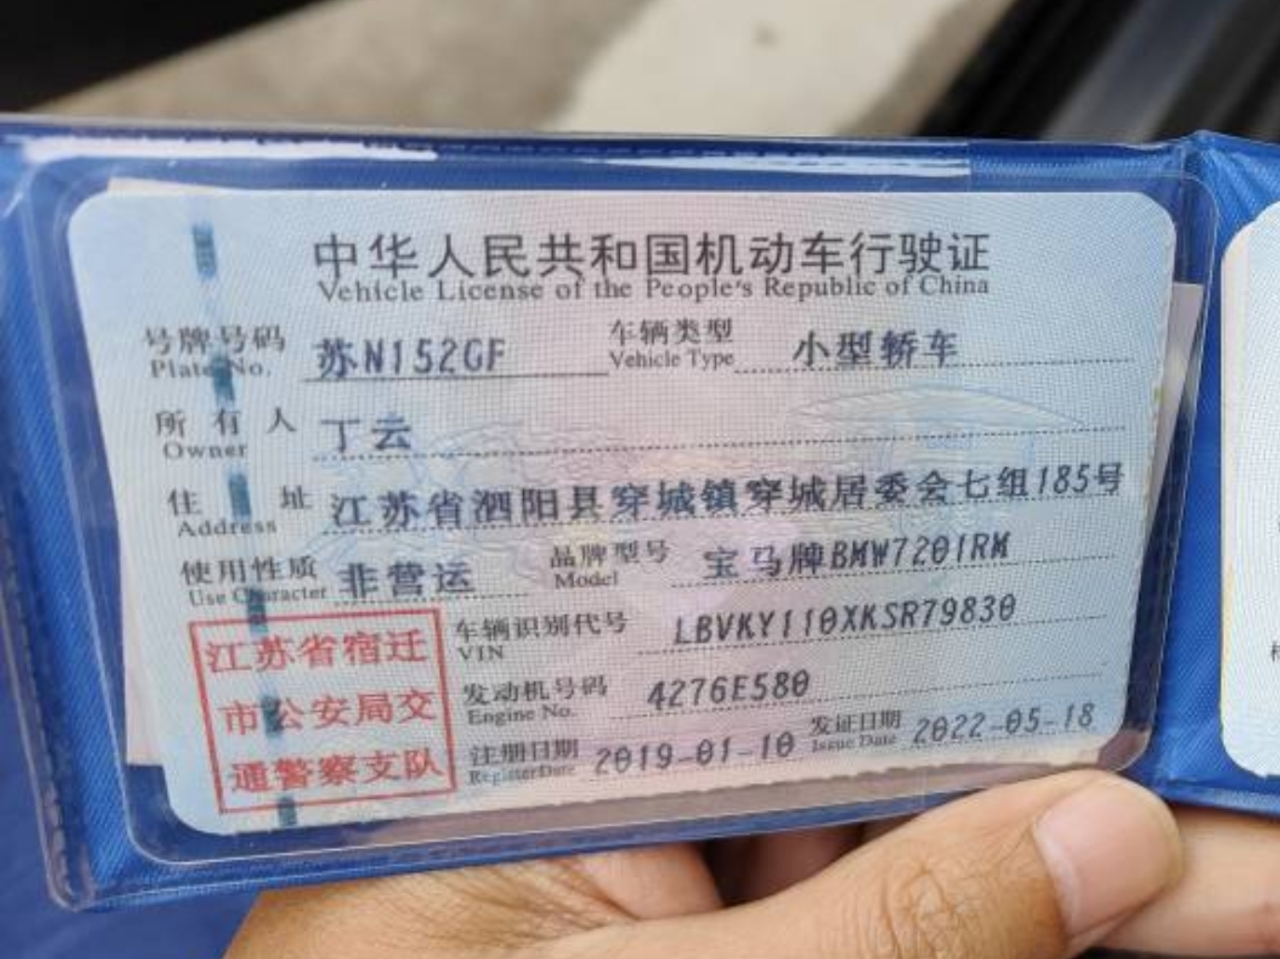 中华人民共和国机动车行驶证
Vehicle License of the People's Republic of China
号牌号码 苏N152GF 车辆类型 小型轿车
Plate No. Vehicle Type
所有人 丁云
Owner
住址 江苏省泗阳县穿城镇穿城居委会七组185号
Address
使用性质 非营运 品牌型号 宝马牌BMW7201RM
Use Character Model
江苏省宿迁
市公安局交
通警察支队
车辆识别代号 LBVKY110XKSR79830
VIN
发动机号码 4276E580
Engine No.
注册日期 2019-01-10 发证日期 2022-05-18
Register Date Issue Date